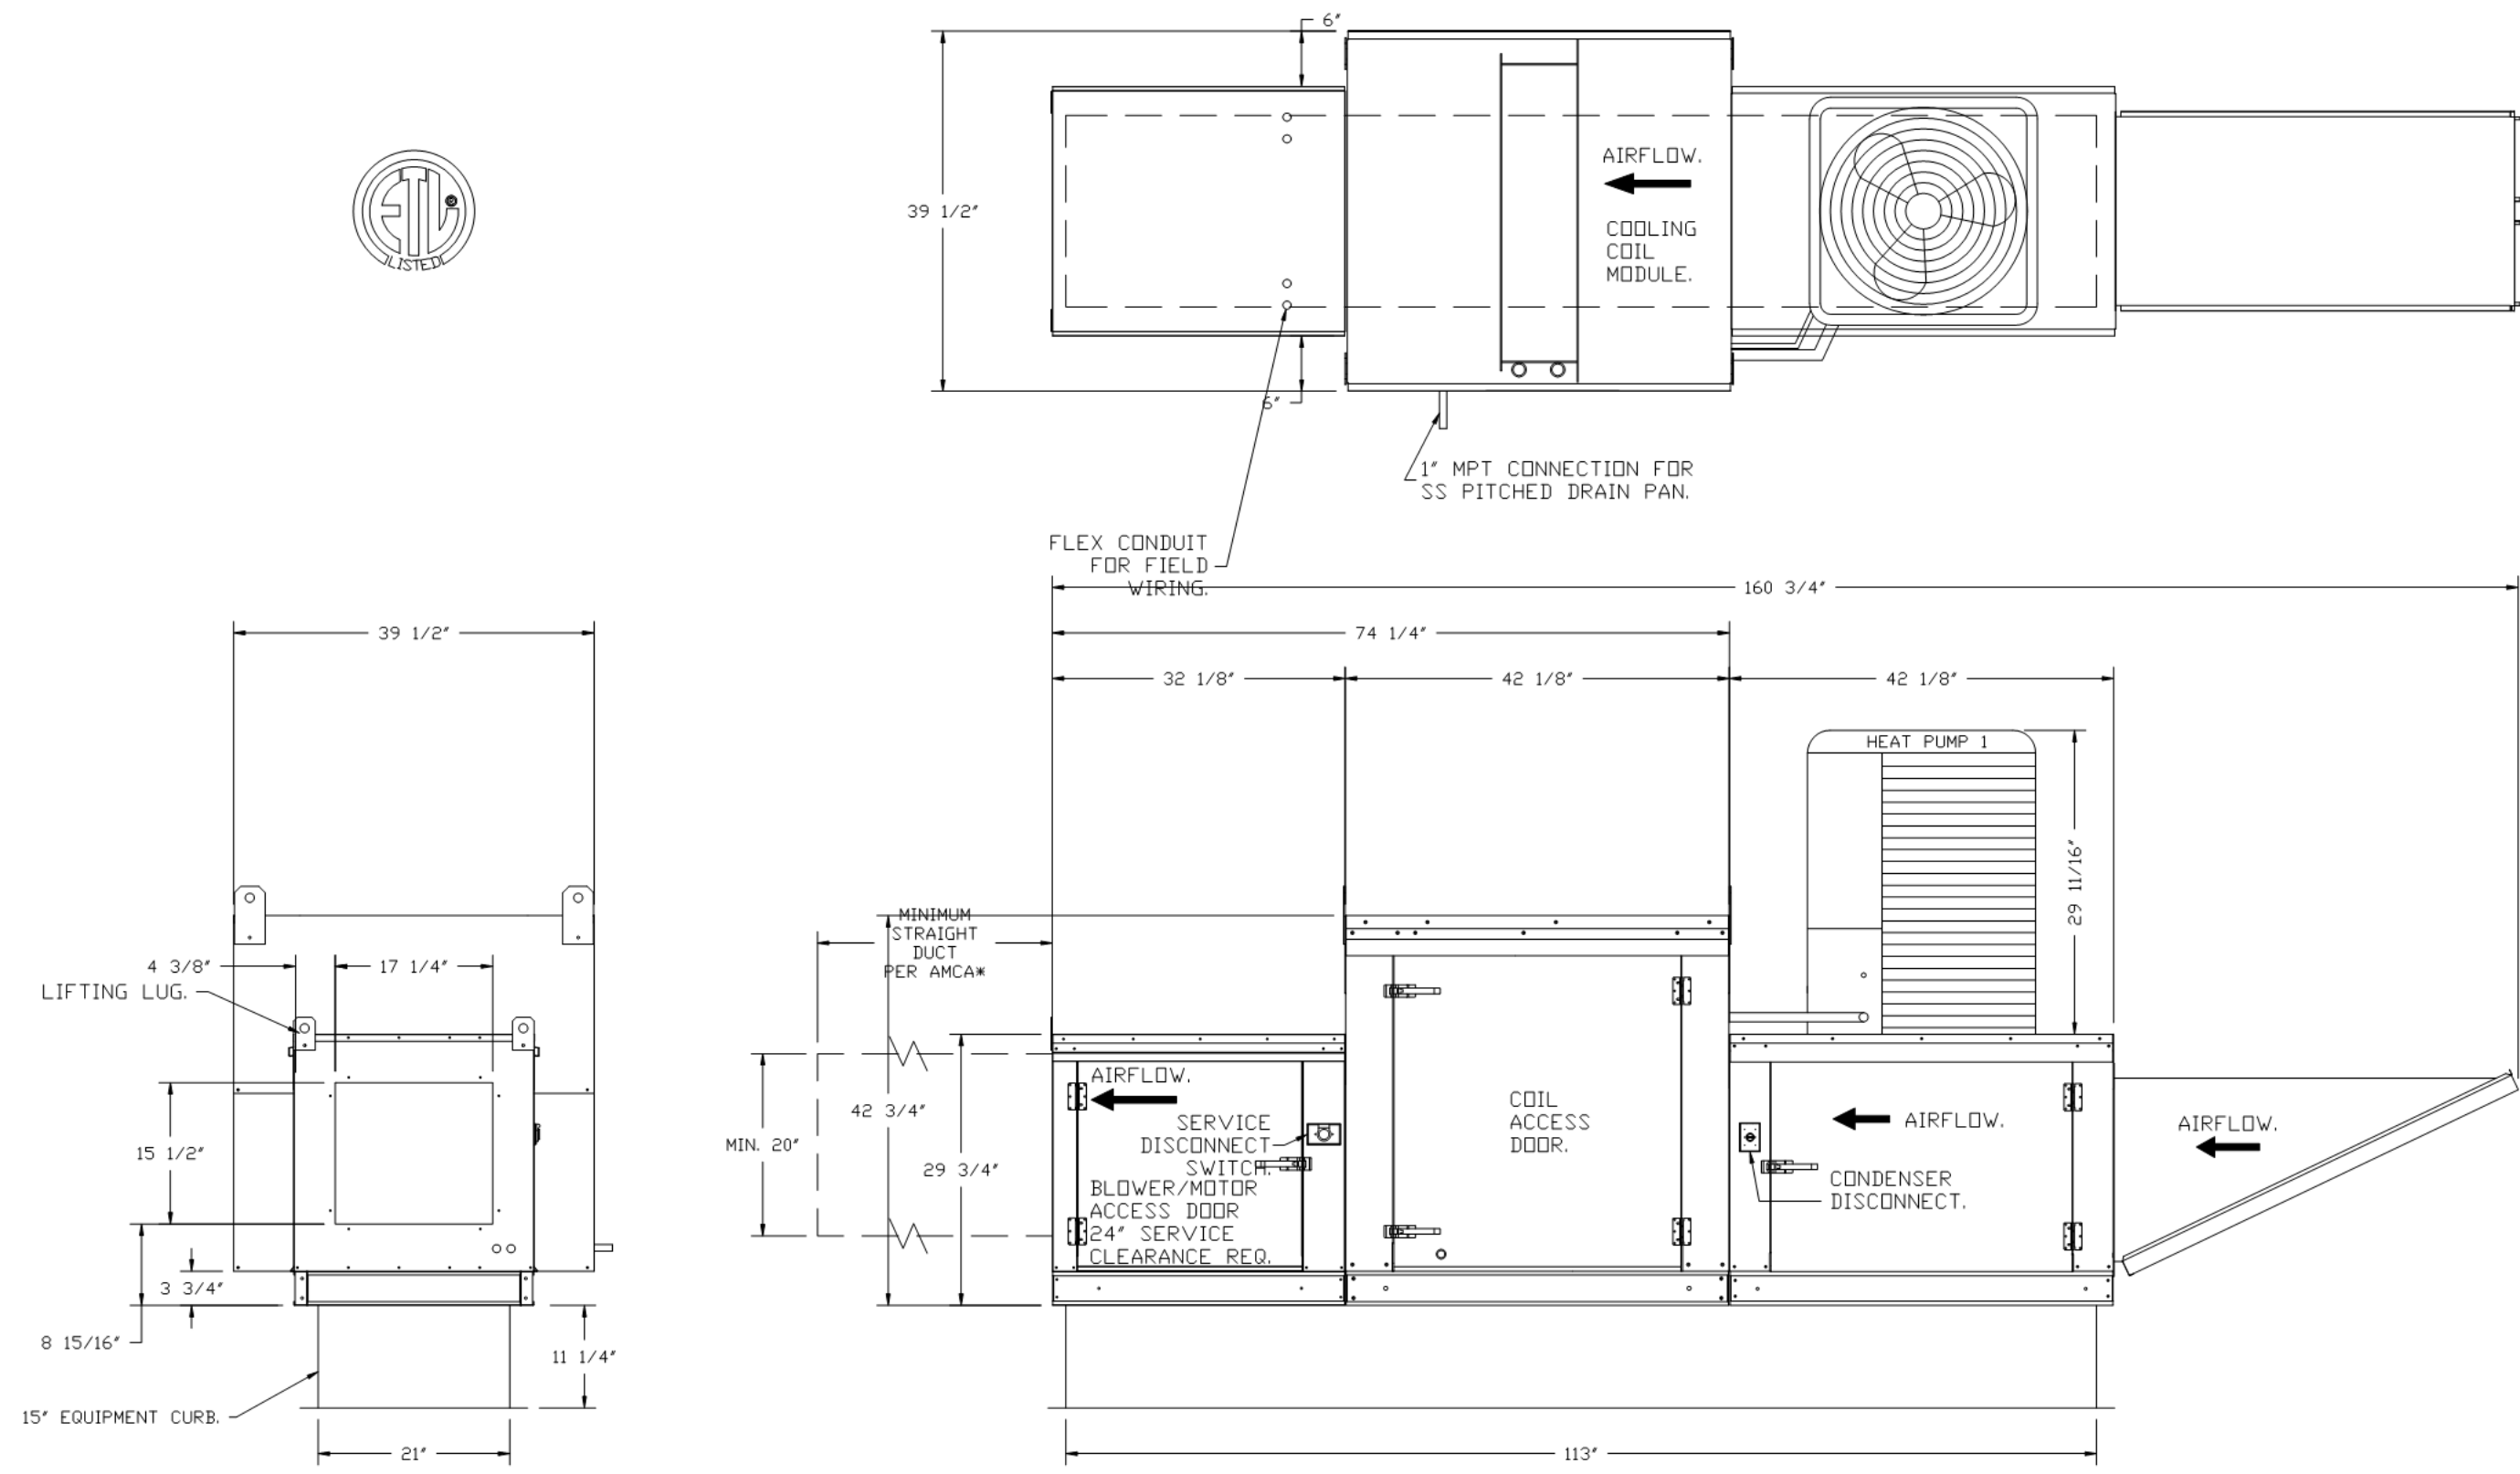 6″
39 1/2″
AIRFLOW.
COOLING
COIL
MODULE.
6″
ETL
LISTED
1″ MPT CONNECTION FOR
SS PITCHED DRAIN PAN.
FLEX CONDUIT
FOR FIELD
WIRING.
160 3/4″
39 1/2″
74 1/4″
32 1/8″
42 1/8″
42 1/8″
HEAT PUMP 1
29 11/16″
MINIMUM
STRAIGHT
DUCT
PER AMCA*
4 3/8″
17 1/4″
LIFTING LUG.
15 1/2″
3 3/4″
8 15/16″
11 1/4″
15″ EQUIPMENT CURB.
21″
MIN. 20″
42 3/4″
29 3/4″
AIRFLOW.
SERVICE
DISCONNECT
SWITCH.
BLOWER/MOTOR
ACCESS DOOR
24″ SERVICE
CLEARANCE REQ.
COIL
ACCESS
DOOR.
AIRFLOW.
CONDENSER
DISCONNECT.
AIRFLOW.
113″